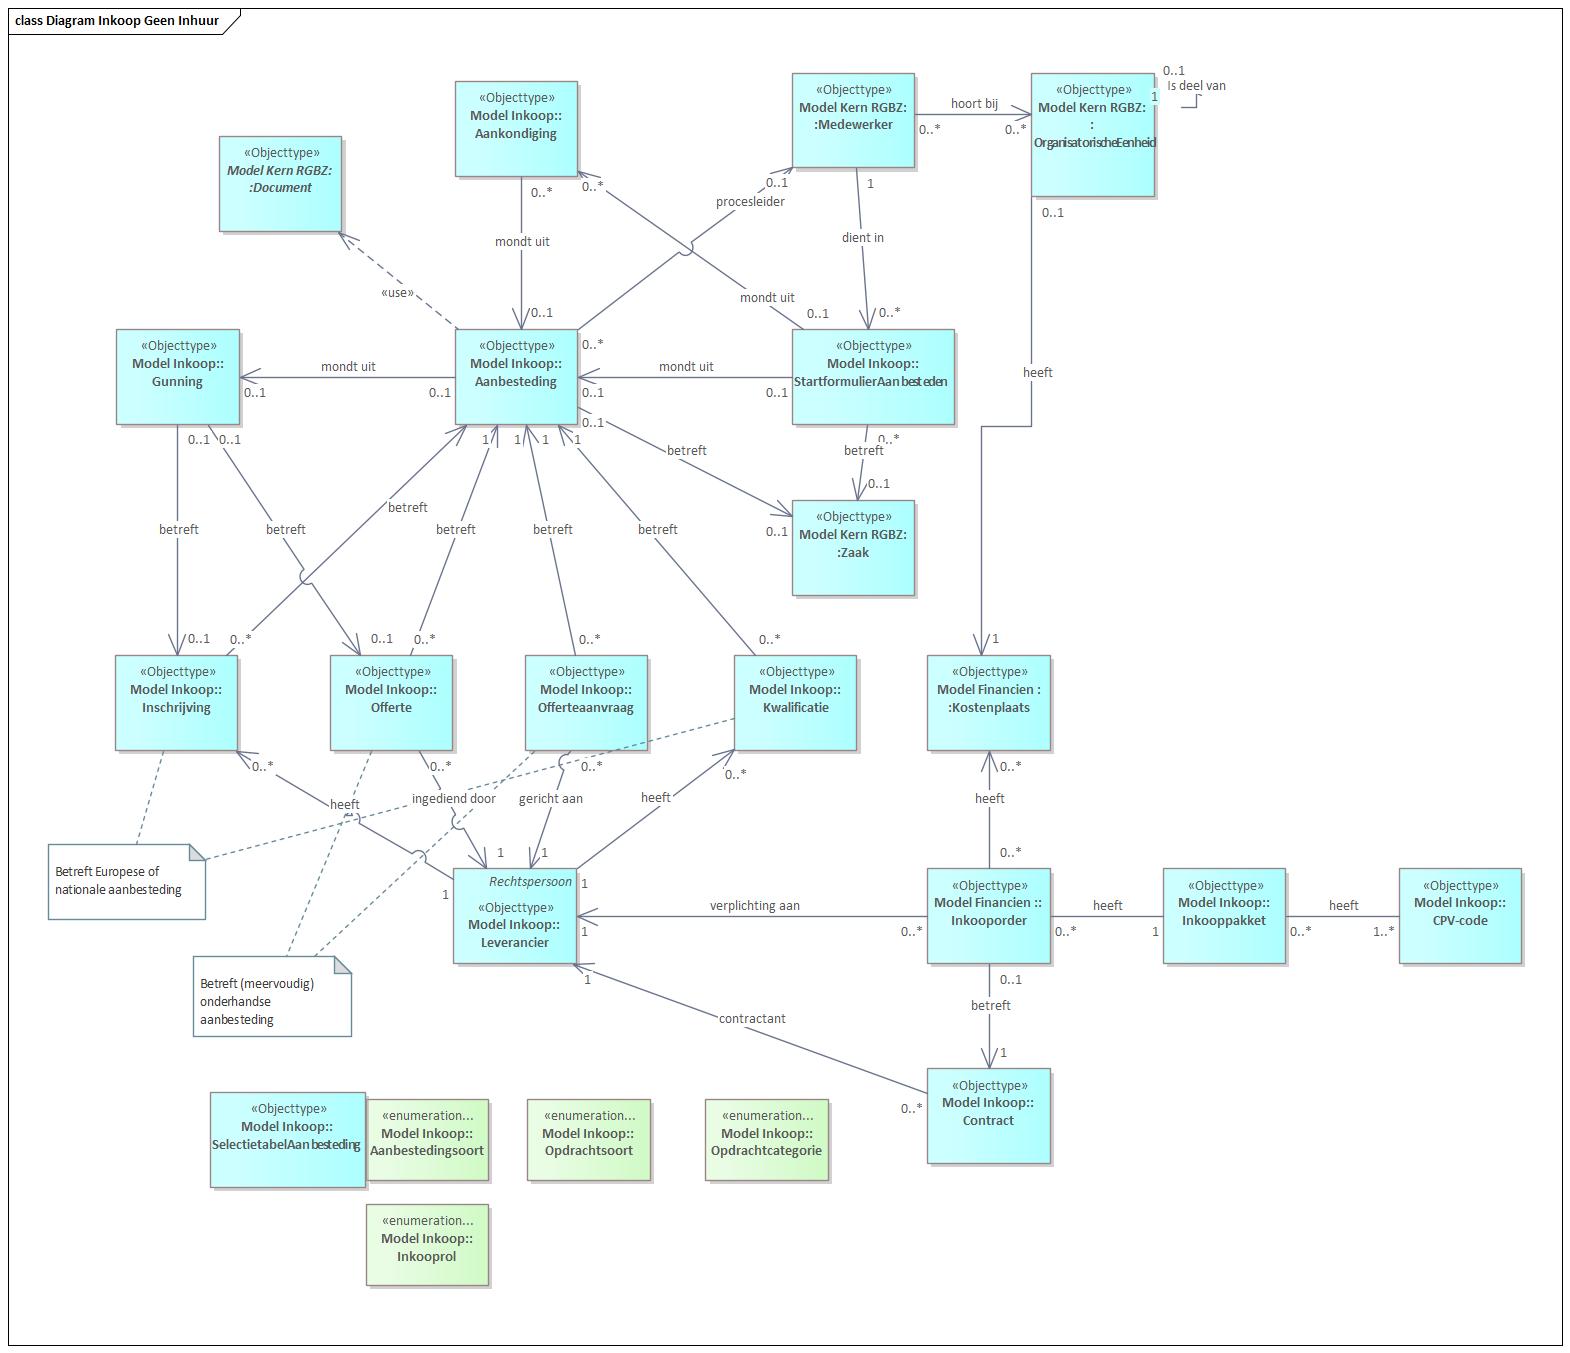 class Diagram Inkoop Geen Inhuur
«Objecttype»
Model Inkoop::
Aankondiging
«Objecttype»
Model Kern RGBZ:
:Medewerker
hoort bij
0..*
0..*
«Objecttype»
Model Kern RGBZ:
:
OrganisatorischeEenheid
0..1
Is deel van
1
«Objecttype»
Model Kern RGBZ:
:Document
0..*
0..*
0..1
procesleider
1
0..1
mondt uit
dient in
«use»
mondt uit
0..1
0..1
0..*
«Objecttype»
Model Inkoop::
Gunning
mondt uit
0..1
0..1
«Objecttype»
Model Inkoop::
Aanbesteding
0..*
mondt uit
0..1
0..1
«Objecttype»
Model Inkoop::
StartformulierAanbesteden
heeft
0..1
0..1
1
1
1
1
0..1
betreft
0..*
betreft
0..1
0..1
«Objecttype»
Model Kern RGBZ:
:Zaak
betreft
betreft
betreft
betreft
betreft
betreft
0..1
0..*
0..1
0..*
0..*
0..*
1
«Objecttype»
Model Inkoop::
Inschrijving
«Objecttype»
Model Inkoop::
Offerte
«Objecttype»
Model Inkoop::
Offerteaanvraag
«Objecttype»
Model Inkoop::
Kwalificatie
«Objecttype»
Model Financien :
:Kostenplaats
0..*
0..*
0..*
0..*
0..*
heeft
ingediend door
gericht aan
heeft
heeft
1
1
0..*
Betreft Europese of
nationale aanbesteding
1
Rechtspersoon
«Objecttype»
Model Inkoop::
Leverancier
1
1
verplichting aan
0..*
«Objecttype»
Model Financien ::
Inkooporder
heeft
0..*
1
«Objecttype»
Model Inkoop::
Inkooppakket
heeft
0..*
1..*
«Objecttype»
Model Inkoop::
CPV-code
Betreft (meervoudig)
onderhandse
aanbesteding
1
contractant
0..*
0..1
betreft
1
«Objecttype»
Model Inkoop::
Contract
«Objecttype»
Model Inkoop::
SelectietabelAanbesteding
«enumeration...
Model Inkoop::
Aanbestedingsoort
«enumeration...
Model Inkoop::
Opdrachtsoort
«enumeration...
Model Inkoop::
Opdrachtcategorie
«enumeration...
Model Inkoop::
Inkooprol